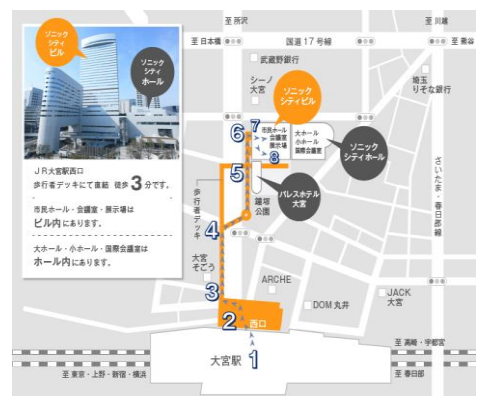 ソニック
シティ
ビル
ソニック
シティ
ホール
JR大宮駅西口
歩行者デッキにて直結 徒歩3分です。
市民ホール・会議室・展示場は
ビル内にあります。
大ホール・小ホール・国際会議室は
ホール内にあります。
至 所沢
至 川越
至 日本橋
国道17号線
至 熊谷
武蔵野銀行
シーノ
大宮
ソニック
シティビル
埼玉
りそな銀行
6
7
市民ホール
会議室
展示場
8
大ホール
小ホール
国際会議室
ソニック
シティホール
5
鐘塚
公園
パレスホテル
大宮
さいたま・春日部線
歩行者デッキ
4
大宮
そごう
3
ARCHE
JACK
大宮
DOM 丸井
2
西口
大宮駅
1
至 高崎・宇都宮
至 東京・上野・新宿・横浜
至 春日部